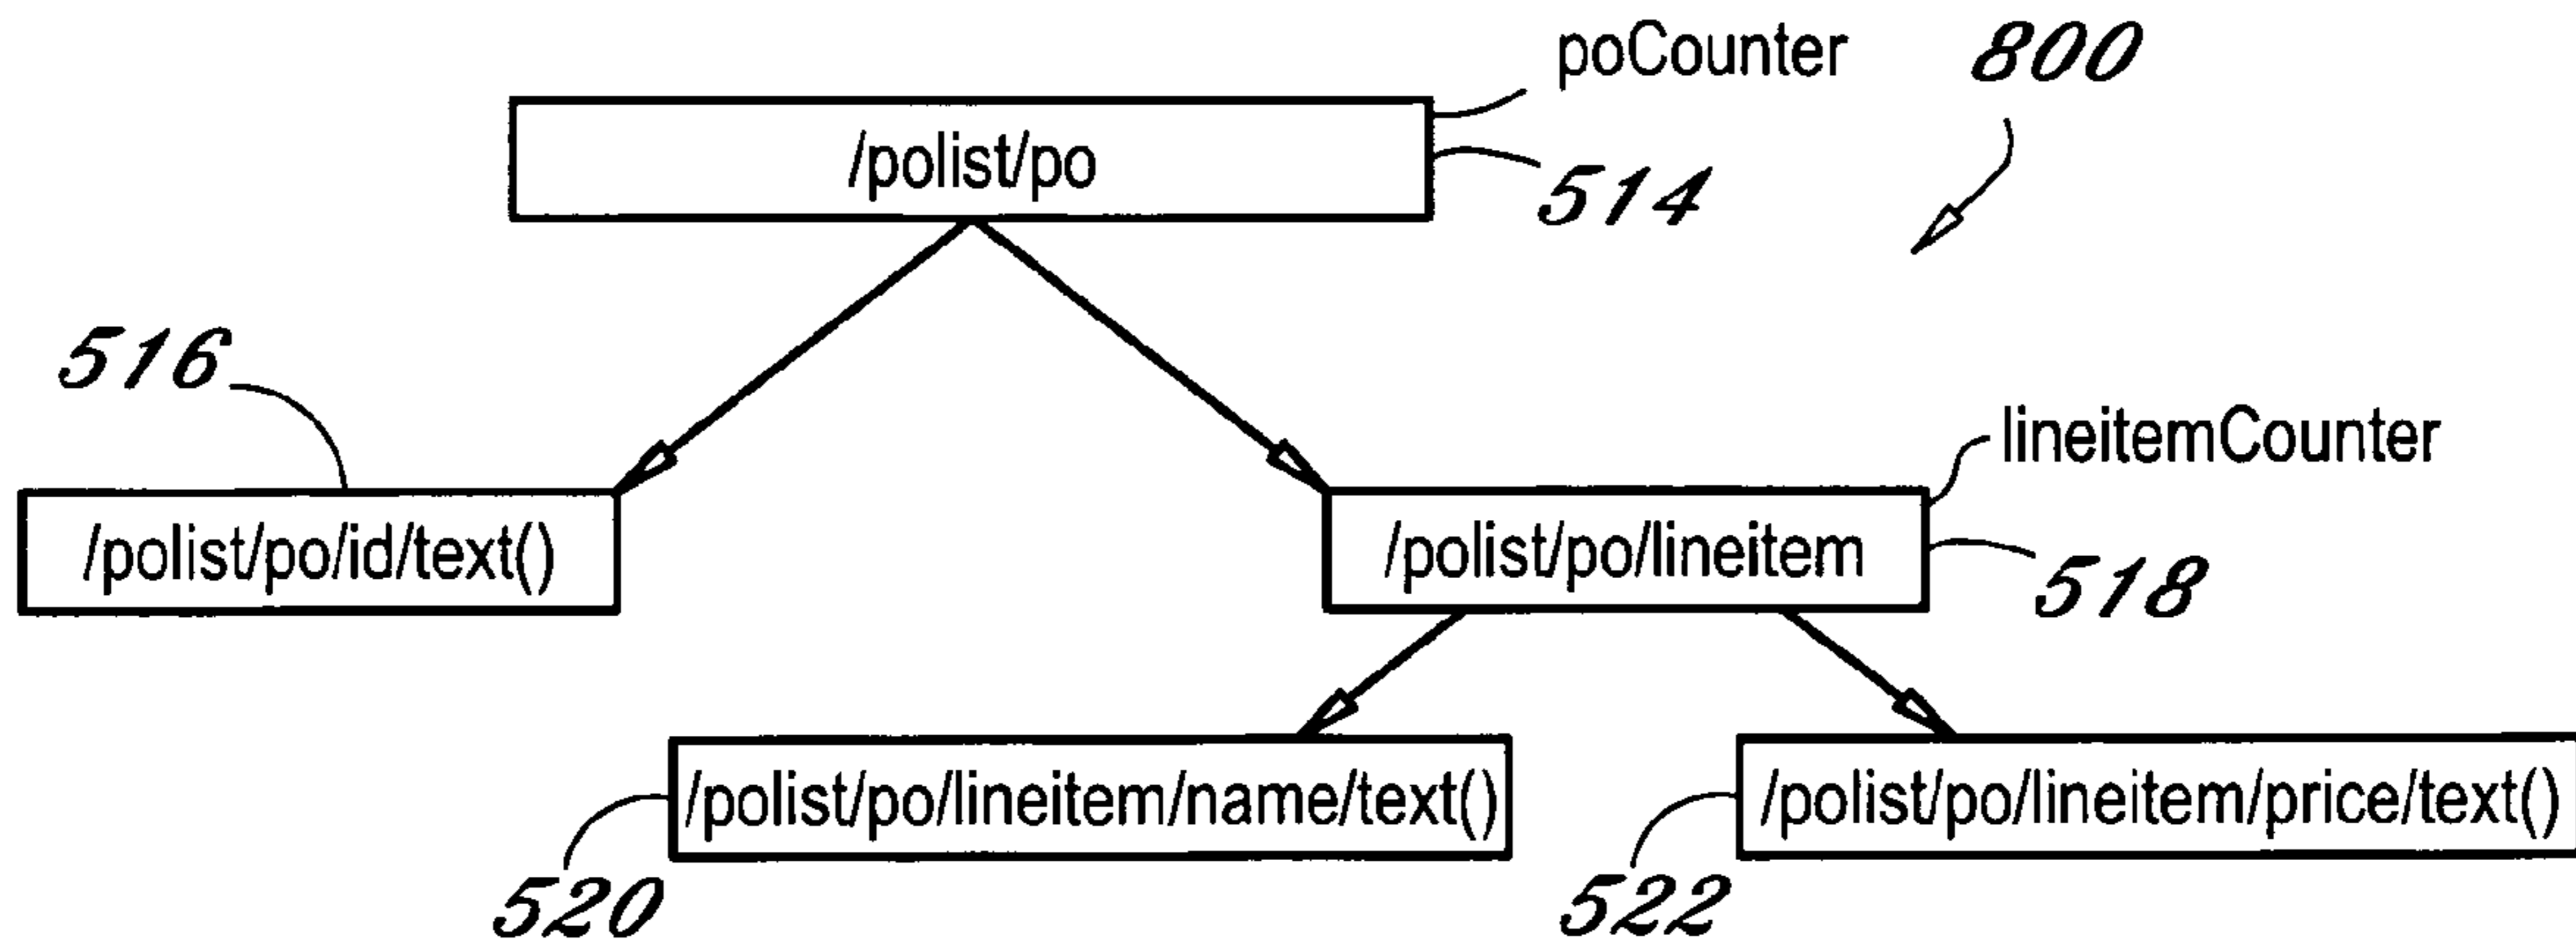 poCounter
800
/polist/po
514
516
lineitemCounter
/polist/po/id/text()
/polist/po/lineitem
518
/polist/po/lineitem/name/text()
/polist/po/lineitem/price/text()
520
522